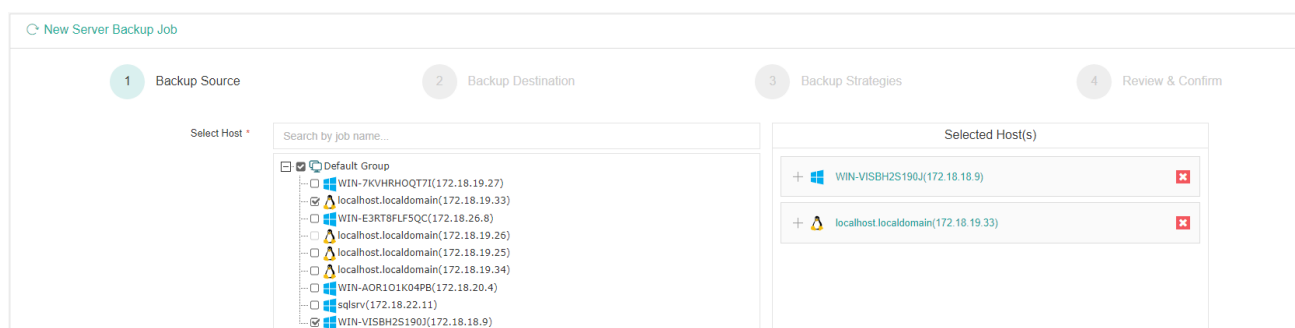 New Server Backup Job
1 Backup Source 2 Backup Destination 3 Backup Strategies 4 Review & Confirm
Select Host *
Search by job name...
Default Group
WIN-7KVHRHOQT7I(172.18.19.27)
localhost.localdomain(172.18.19.33)
WIN-E3RT8FLF5QC(172.18.26.8)
localhost.localdomain(172.18.19.26)
localhost.localdomain(172.18.19.25)
localhost.localdomain(172.18.19.34)
WIN-AOR1O1K04PB(172.18.20.4)
sqlsrv(172.18.22.11)
WIN-VISBH2S190J(172.18.18.9)
Selected Host(s)
WIN-VISBH2S190J(172.18.18.9)
localhost.localdomain(172.18.19.33)